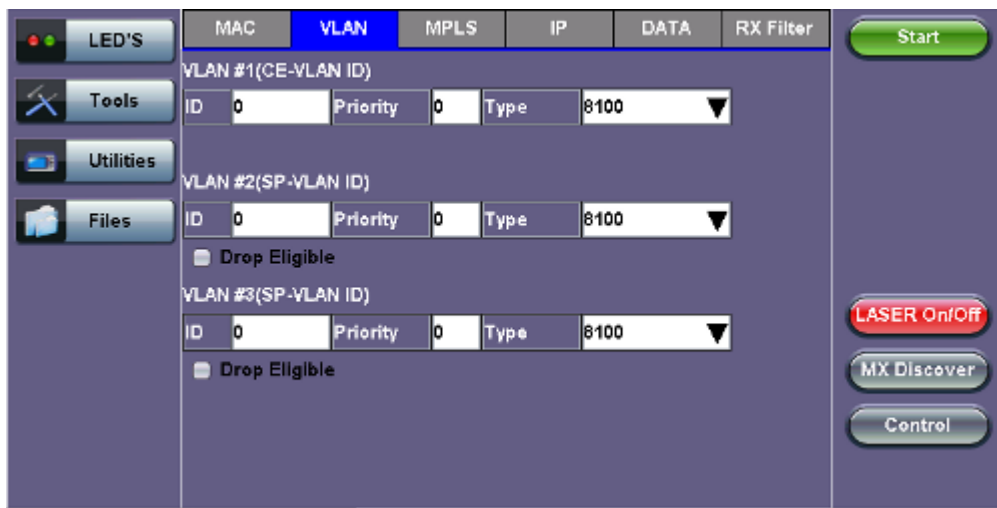 LED'S
Tools
Utilities
Files
MAC VLAN MPLS IP DATA RX Filter
VLAN #1(CE-VLAN ID)
ID 0 Priority 0 Type 8100
VLAN #2(SP-VLAN ID)
ID 0 Priority 0 Type 8100
Drop Eligible
VLAN #3(SP-VLAN ID)
ID 0 Priority 0 Type 8100
Drop Eligible
Start
LASER On/Off
MX Discover
Control